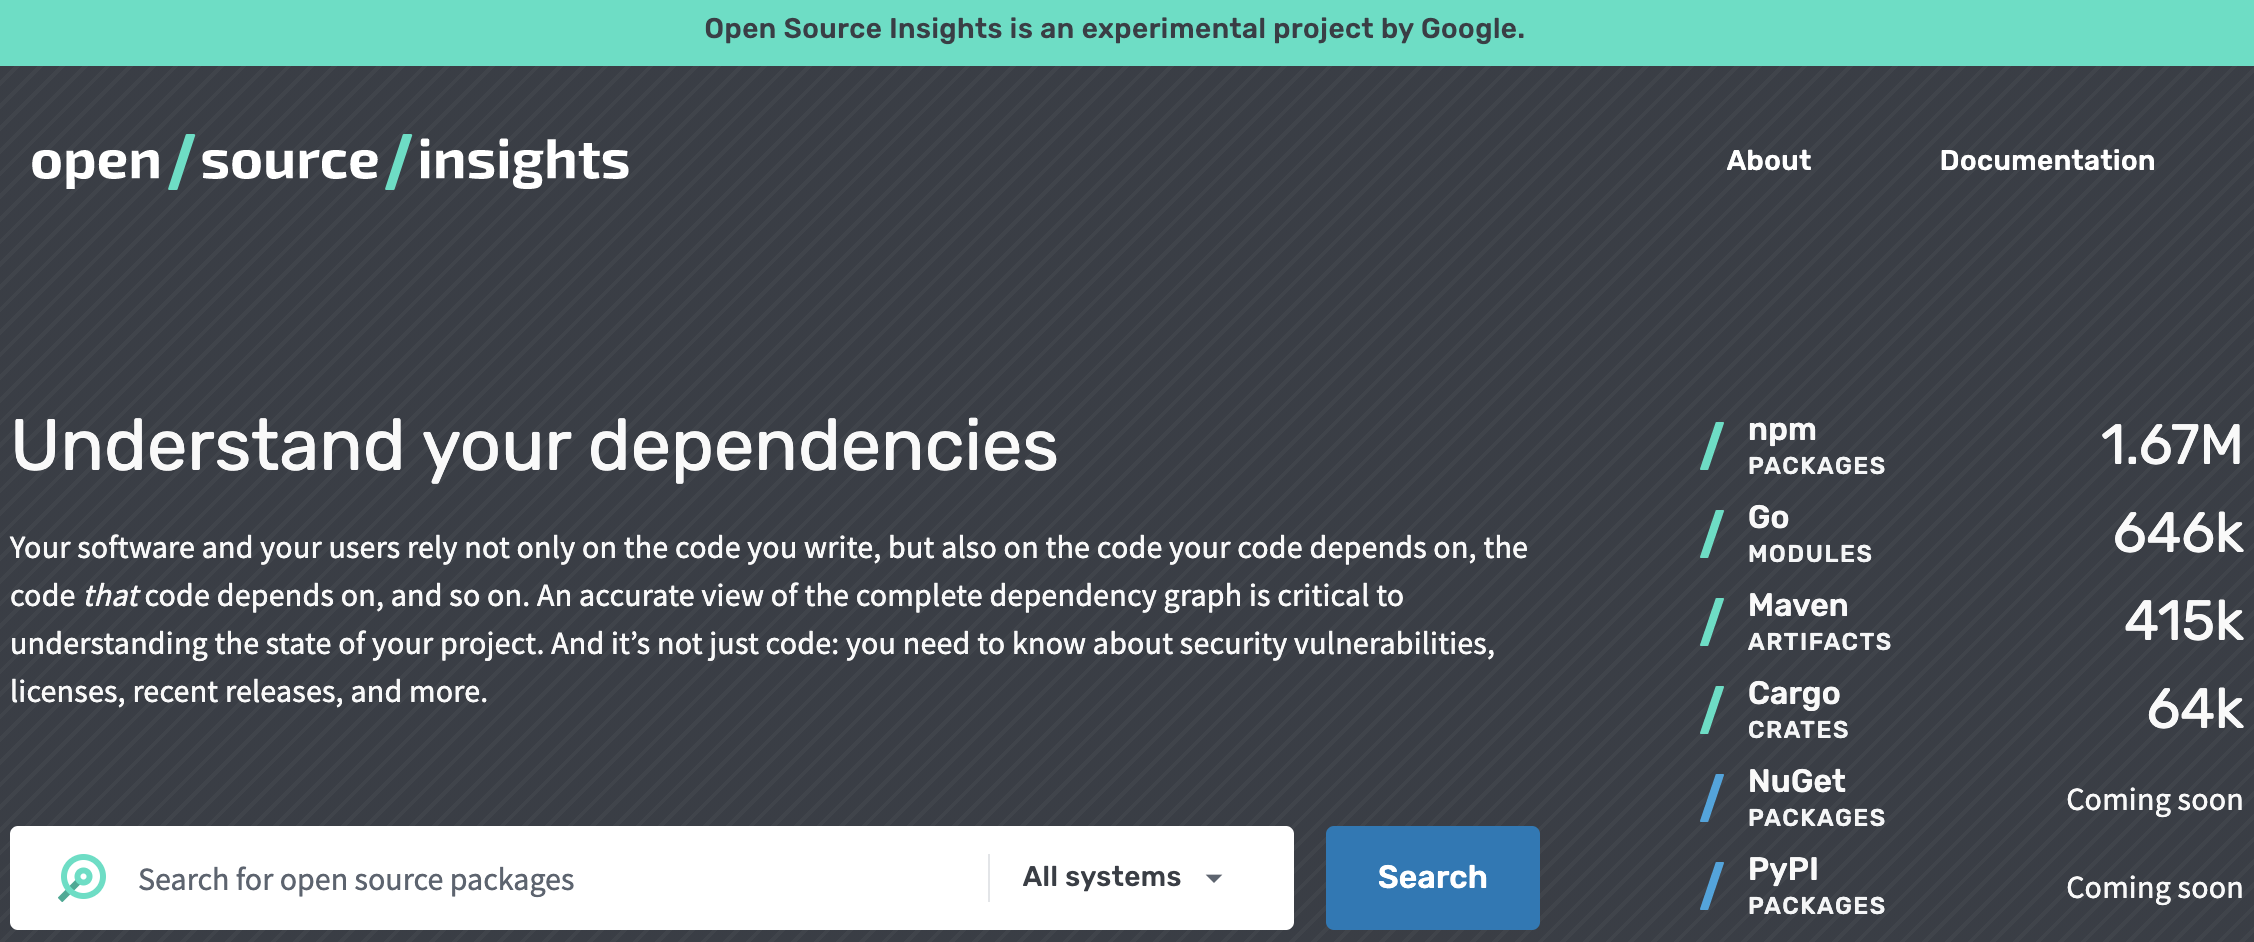 Open Source Insights is an experimental project by Google.
open/source/insights
About
Documentation
Understand your dependencies
Your software and your users rely not only on the code you write, but also on the code your code depends on, the
code that code depends on, and so on. An accurate view of the complete dependency graph is critical to
understanding the state of your project. And it’s not just code: you need to know about security vulnerabilities,
licenses, recent releases, and more.
Search for open source packages
All systems
Search
npm
PACKAGES
1.67M
Go
MODULES
646k
Maven
ARTIFACTS
415k
Cargo
CRATES
64k
NuGet
PACKAGES
Coming soon
PyPI
PACKAGES
Coming soon